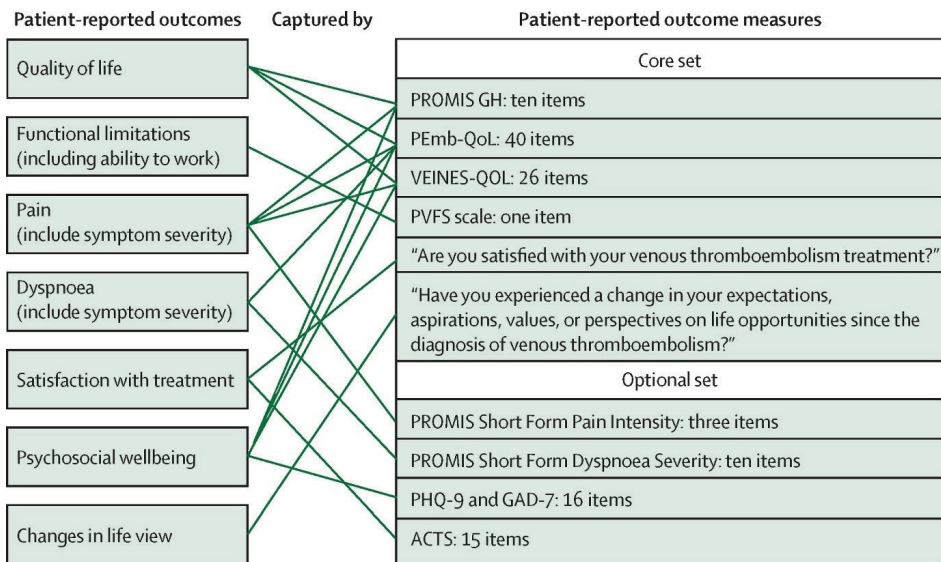 Patient-reported outcomes
Captured by
Patient-reported outcome measures
Quality of life
Functional limitations
(including ability to work)
Pain
(include symptom severity)
Dyspnoea
(include symptom severity)
Satisfaction with treatment
Psychosocial wellbeing
Changes in life view
Core set
PROMIS GH: ten items
PEmb-QoL: 40 items
VEINES-QOL: 26 items
PVFS scale: one item
“Are you satisfied with your venous thromboembolism treatment?”
“Have you experienced a change in your expectations,
aspirations, values, or perspectives on life opportunities since the
diagnosis of venous thromboembolism?”
Optional set
PROMIS Short Form Pain Intensity: three items
PROMIS Short Form Dyspnoea Severity: ten items
PHQ-9 and GAD-7: 16 items
ACTS: 15 items